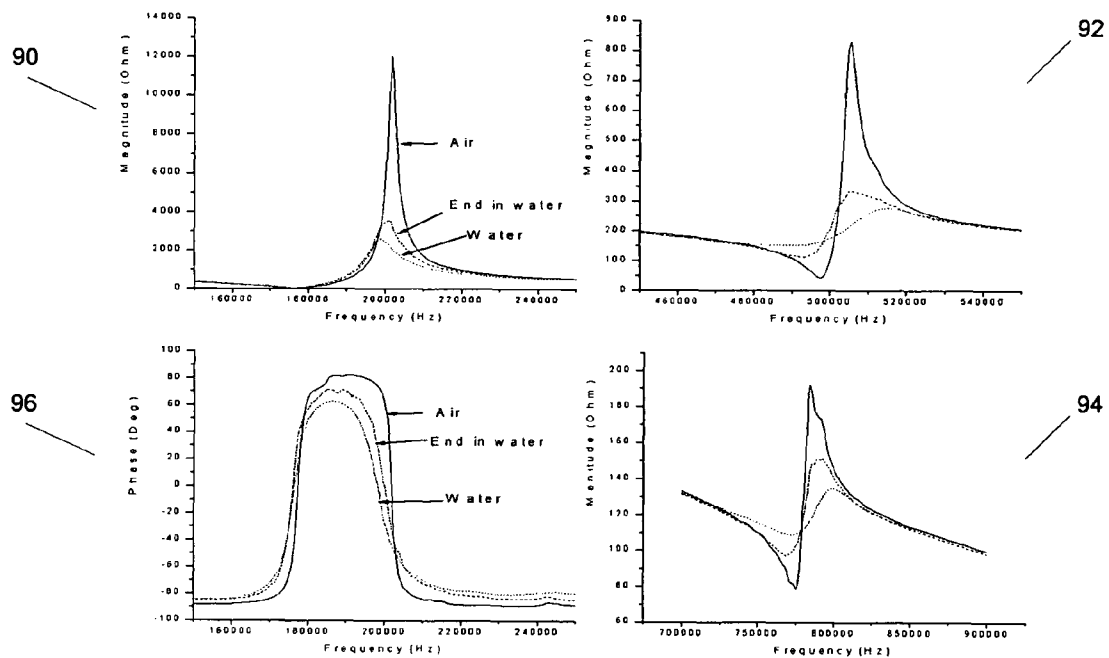 90
Magnitude (Ohm)
14000
12000
10000
8000
6000
4000
2000
0
Air
End in water
Water
160000 180000 200000 220000 240000
Frequency (Hz)
92
Magnitude (Ohm)
900
800
700
600
500
400
300
200
100
0
460000 480000 500000 520000 540000
Frequency (Hz)
96
Phase (Deg)
100
80
60
40
20
0
-20
-40
-60
-80
-100
Air
End in water
Water
160000 180000 200000 220000 240000
Frequency (Hz)
94
Menitude (Ohm)
200
180
160
140
120
100
80
60
700000 750000 800000 850000 900000
Frequency (Hz)